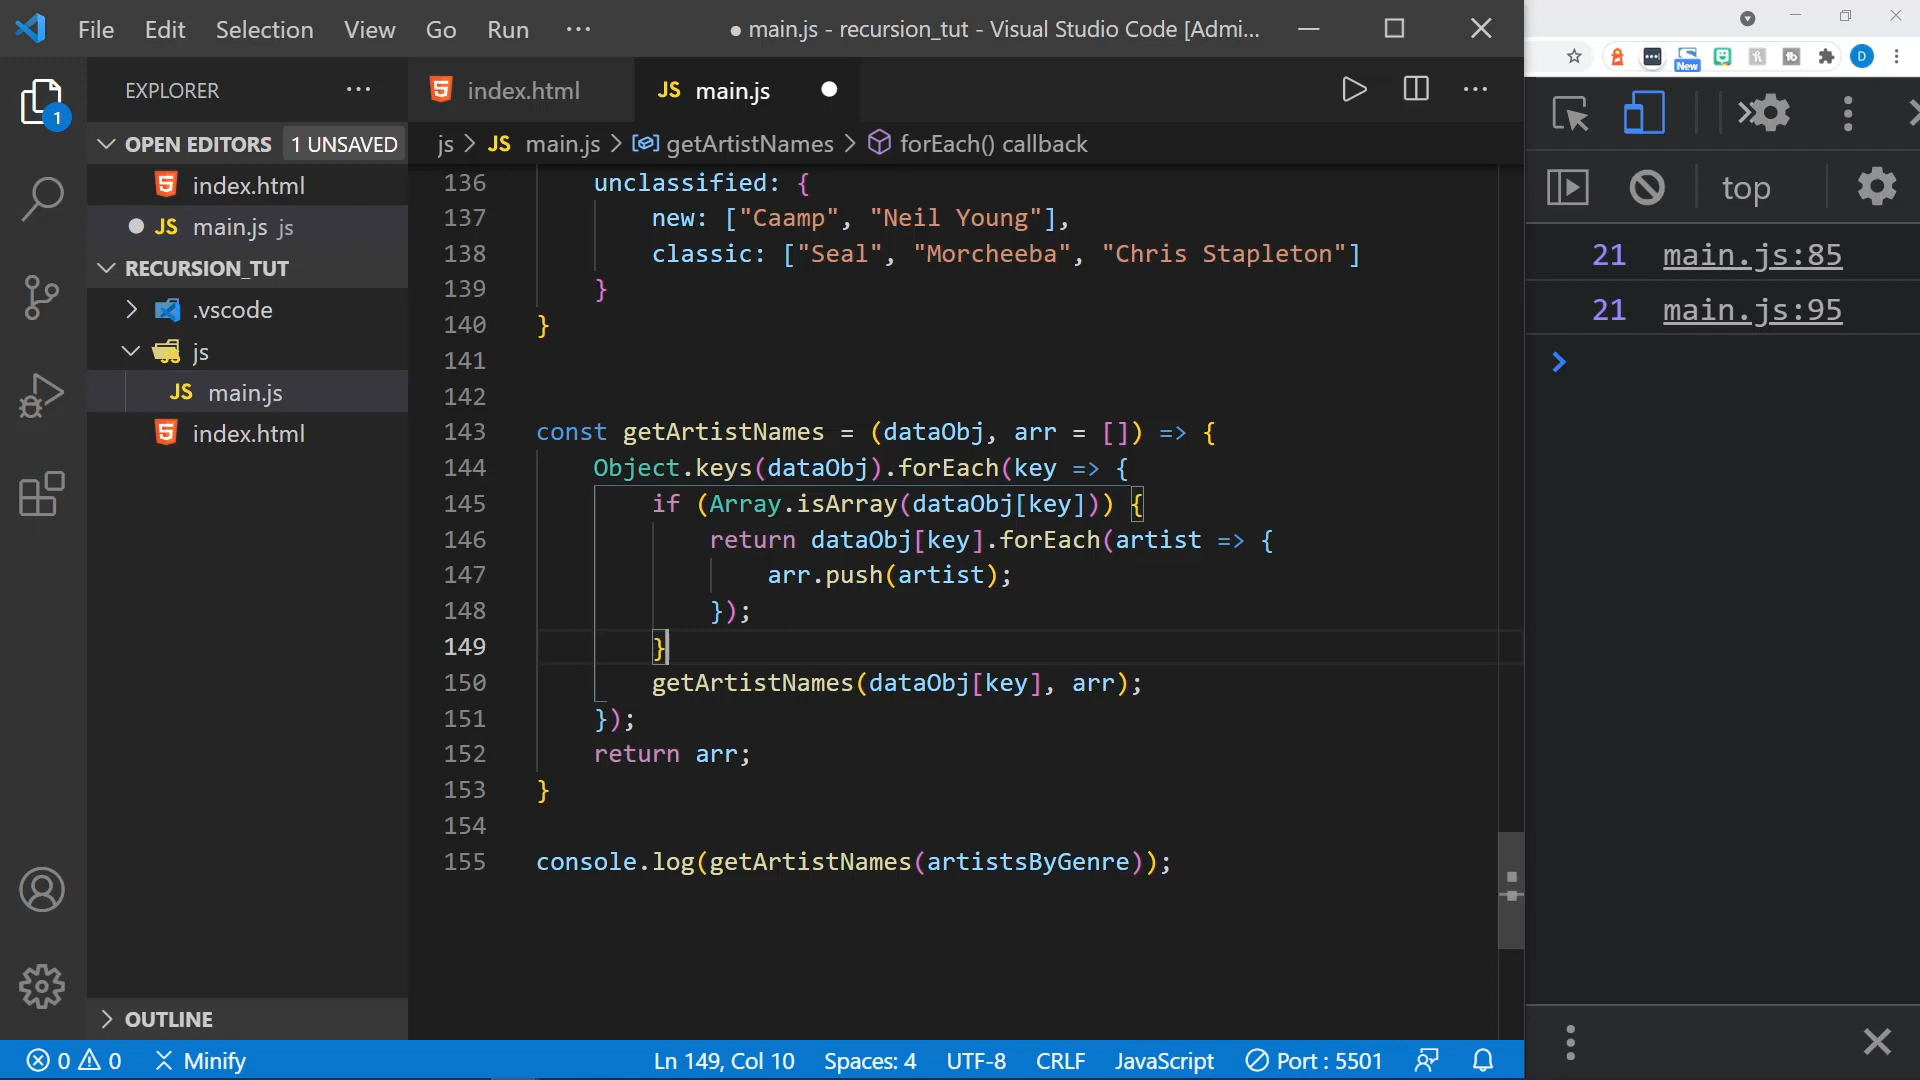 File Edit Selection View Go Run ··· ● main.js - recursion_tut - Visual Studio Code [Admi...
EXPLORER ···
OPEN EDITORS 1 UNSAVED
index.html
● JS main.js js
RECURSION_TUT
.vscode
js
JS main.js
index.html
OUTLINE
1
index.html JS main.js ●
js > JS main.js > getArtistNames > forEach() callback
136 unclassified: {
137 new: ["Caamp", "Neil Young"],
138 classic: ["Seal", "Morcheeba", "Chris Stapleton"]
139 }
140 }
141
142
143 const getArtistNames = (dataObj, arr = []) => {
144 Object.keys(dataObj).forEach(key => {
145 if (Array.isArray(dataObj[key])) {
146 return dataObj[key].forEach(artist => {
147 arr.push(artist);
148 });
149 }
150 getArtistNames(dataObj[key], arr);
151 });
152 return arr;
153 }
154
155 console.log(getArtistNames(artistsByGenre));
0 0 Minify Ln 149, Col 10 Spaces: 4 UTF-8 CRLF JavaScript Port : 5501
New D
top
21 main.js:85
21 main.js:95